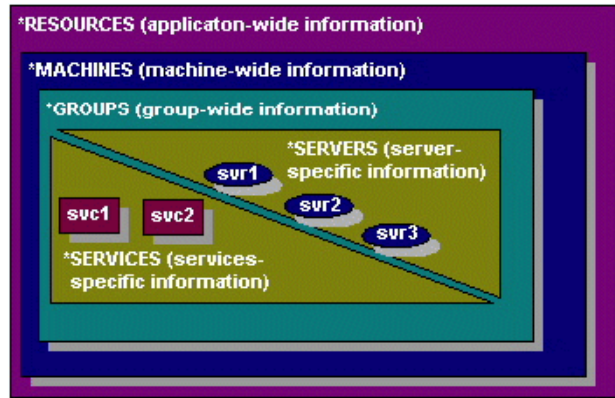 *RESOURCES (applicaton-wide information)
*MACHINES (machine-wide information)
*GROUPS (group-wide information)
*SERVERS (server-
specific information)
svr1
svr2
svr3
svc1
svc2
*SERVICES (services-
specific information)